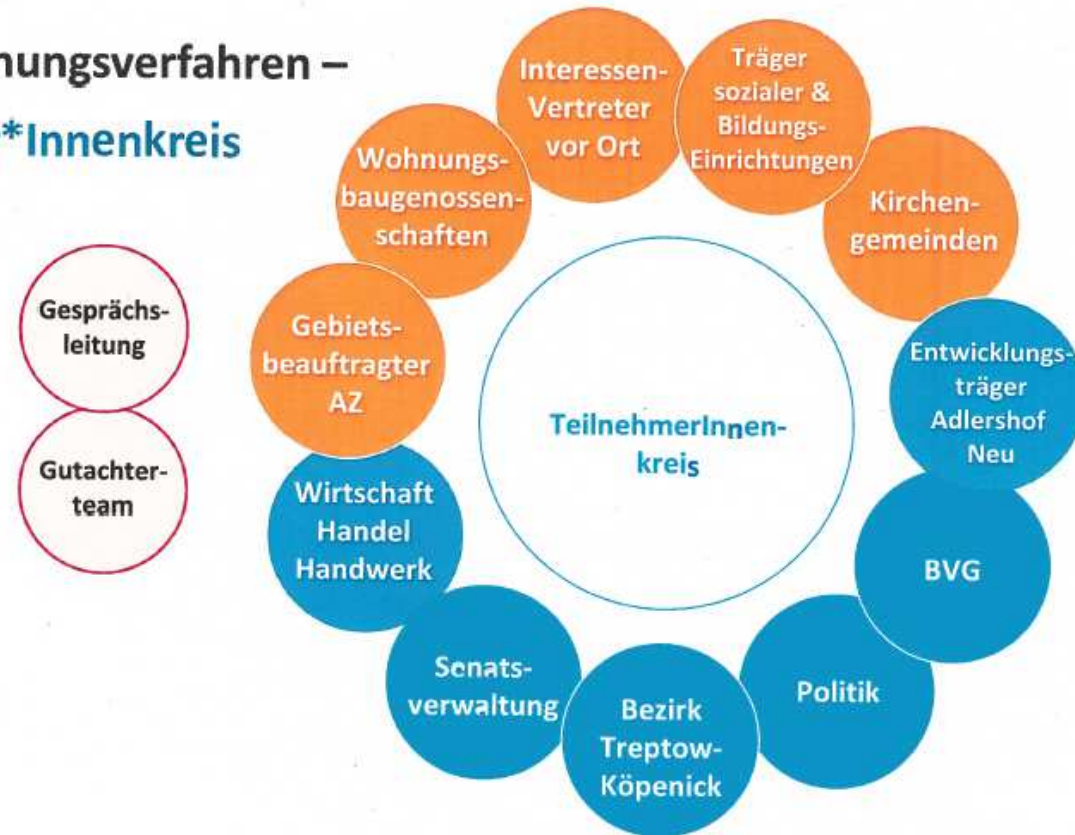 nungsverfahren –
*Innenkreis
Gesprächs-
leitung
Gutachter-
team
Interessen-
Vertreter
vor Ort
Träger
sozialer &
Bildungs-
Einrichtungen
Kirchen-
gemeinden
Entwicklungs-
träger
Adlershof
Neu
BVG
Politik
Bezirk
Treptow-
Köpenick
Senats-
verwaltung
Wirtschaft
Handel
Handwerk
Gebiets-
beauftragter
AZ
Wohnungs-
baugenossen-
schaften
TeilnehmerInnen-
kreis